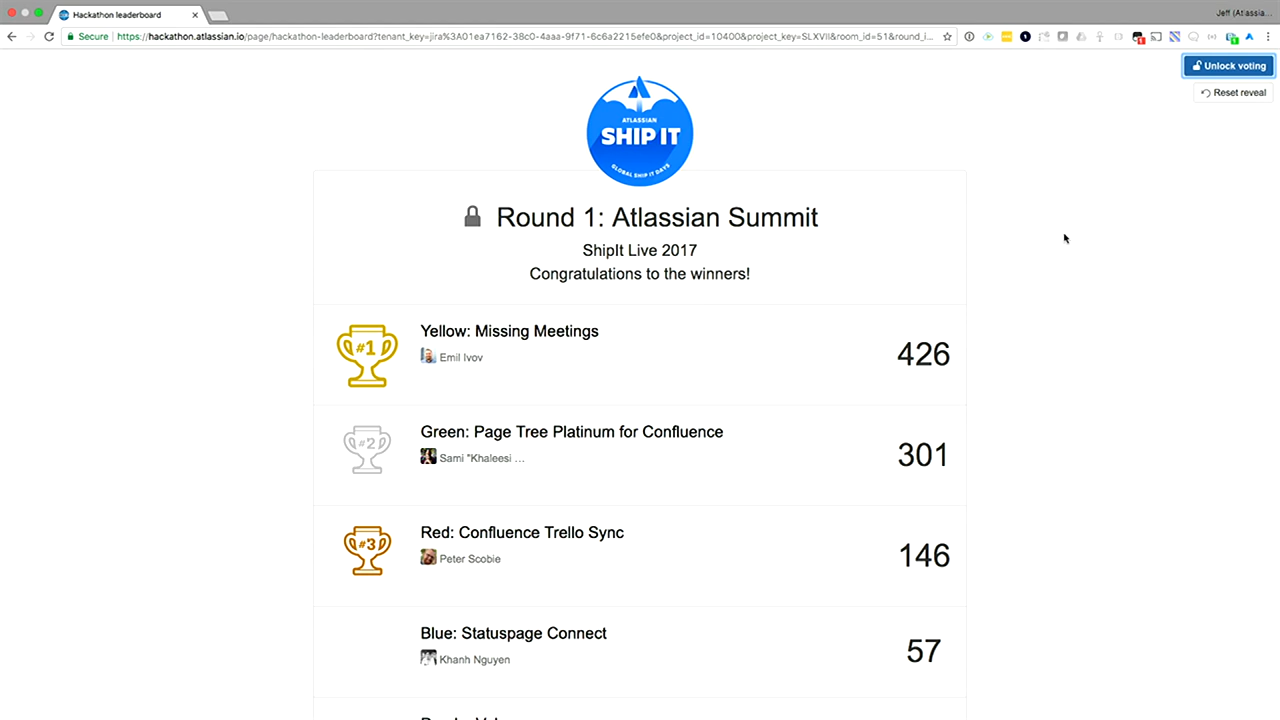 Hackathon leaderboard
Jeff (Atlassia...
Secure
https://hackathon.atlassian.io/page/hackathon-leaderboard?tenant_key=jira%3A01ea7162-38c0-4aaa-9f71-6c6a2215efe0&project_id=10400&project_key=SLXVII&room_id=51&round_i...
Unlock voting
Reset reveal
ATLASSIAN
SHIP IT
GLOBAL SHIP IT DAYS
Round 1: Atlassian Summit
ShipIt Live 2017
Congratulations to the winners!
#1
Yellow: Missing Meetings
Emil Ivov
426
#2
Green: Page Tree Platinum for Confluence
Sami "Khaleesi ...
301
#3
Red: Confluence Trello Sync
Peter Scobie
146
Blue: Statuspage Connect
Khanh Nguyen
57